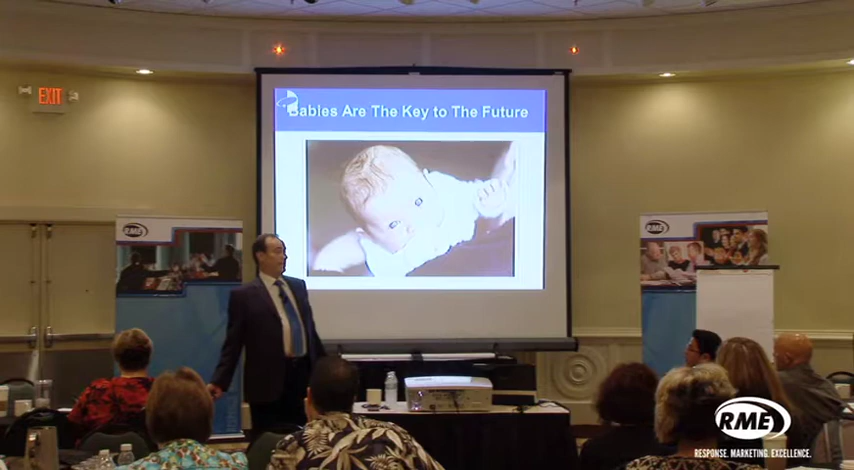 EXIT
Babies Are The Key to The Future
RME
RME
RME
RESPONSE. MARKETING. EXCELLENCE.